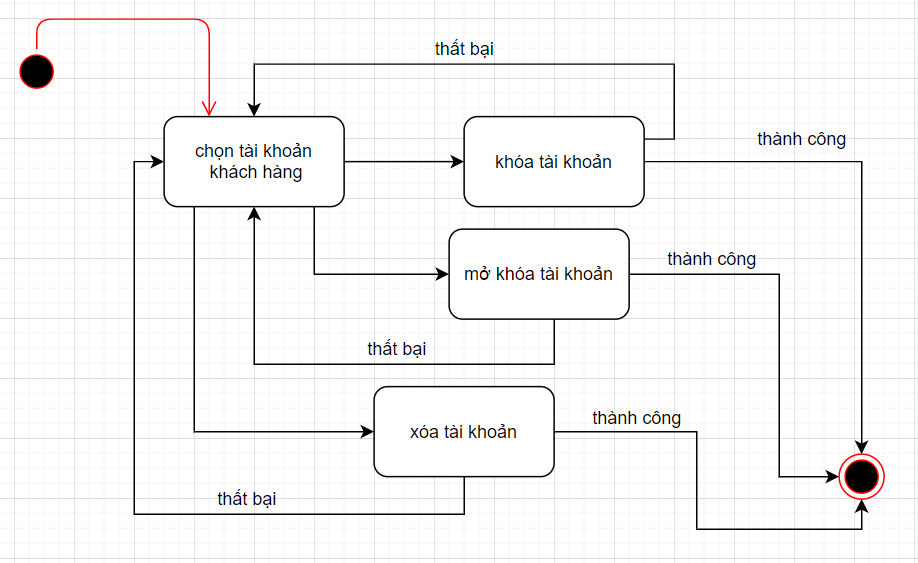 thất bại
thành công
chọn tài khoản
khách hàng
khóa tài khoản
thành công
mở khóa tài khoản
thất bại
thành công
xóa tài khoản
thất bại